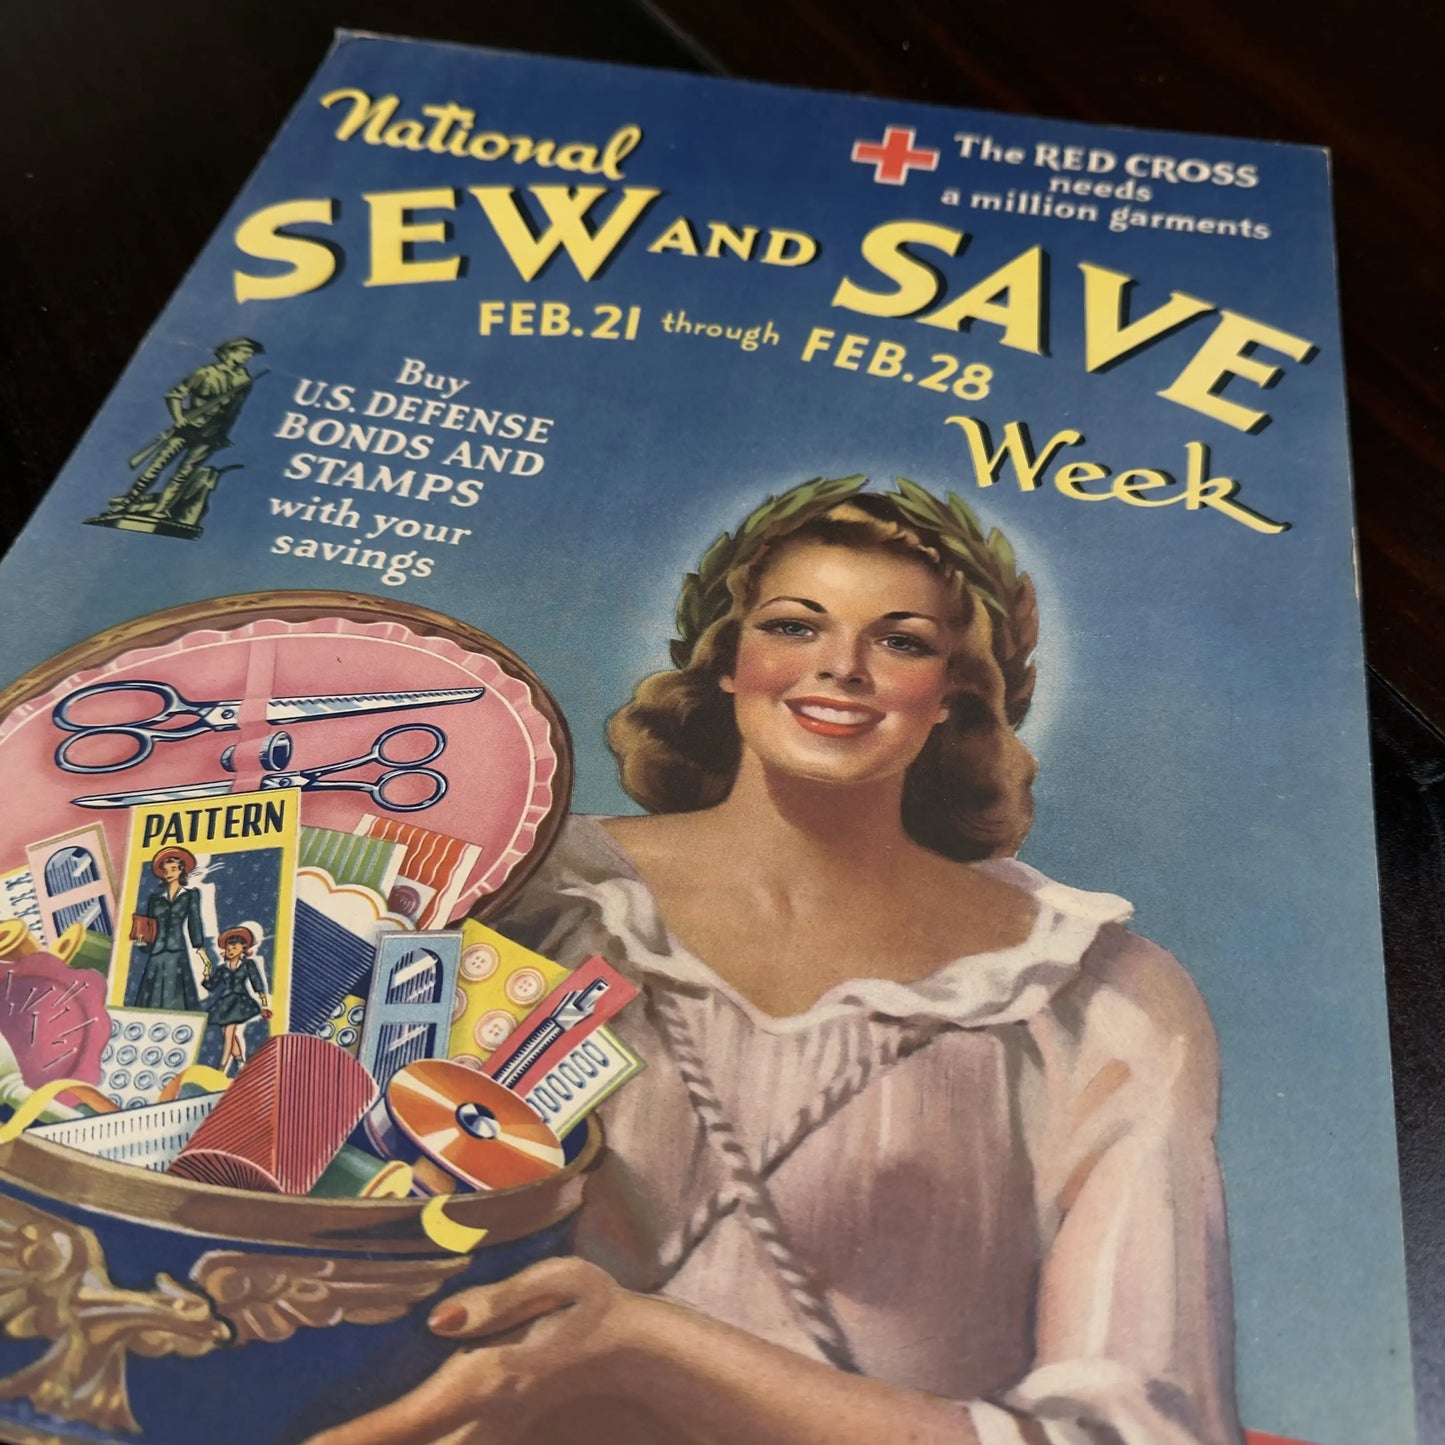 National
The RED CROSS
needs
a million garments
SEW AND SAVE
FEB. 21 through FEB. 28
Week
Buy
U.S. DEFENSE
BONDS AND
STAMPS
with your
savings
PATTERN